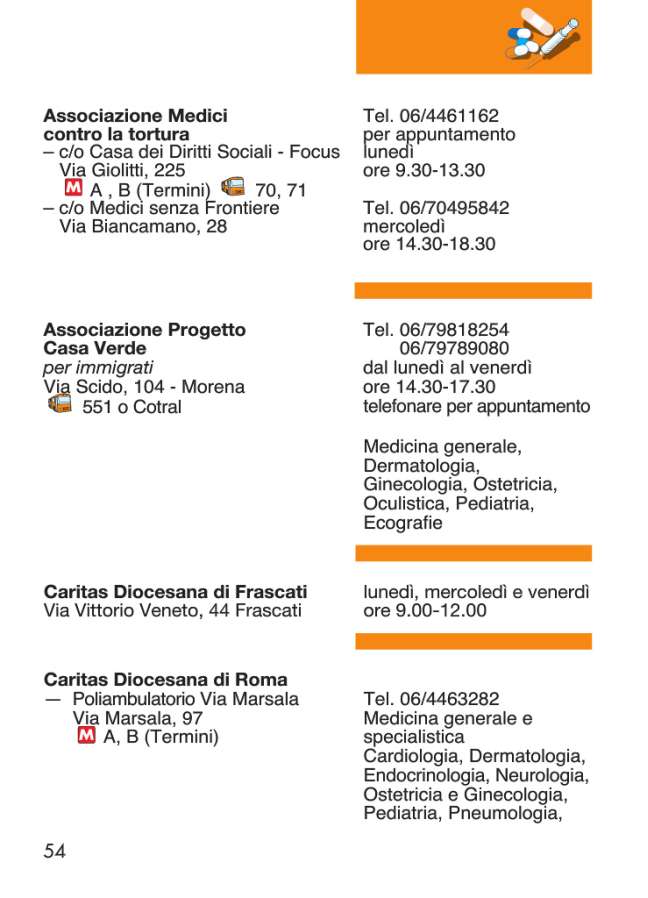 Associazione Medici
contro la tortura
– c/o Casa dei Diritti Sociali - Focus
Via Giolitti, 225
M A , B (Termini) 70, 71
– c/o Medici senza Frontiere
Via Biancamano, 28
Tel. 06/4461162
per appuntamento
lunedì
ore 9.30-13.30
Tel. 06/70495842
mercoledì
ore 14.30-18.30
Associazione Progetto
Casa Verde
per immigrati
Via Scido, 104 - Morena
551 o Cotral
Tel. 06/79818254
06/79789080
dal lunedì al venerdì
ore 14.30-17.30
telefonare per appuntamento
Medicina generale,
Dermatologia,
Ginecologia, Ostetricia,
Oculistica, Pediatria,
Ecografie
Caritas Diocesana di Frascati
Via Vittorio Veneto, 44 Frascati
lunedì, mercoledì e venerdì
ore 9.00-12.00
Caritas Diocesana di Roma
— Poliambulatorio Via Marsala
Via Marsala, 97
M A, B (Termini)
Tel. 06/4463282
Medicina generale e
specialistica
Cardiologia, Dermatologia,
Endocrinologia, Neurologia,
Ostetricia e Ginecologia,
Pediatria, Pneumologia,
54